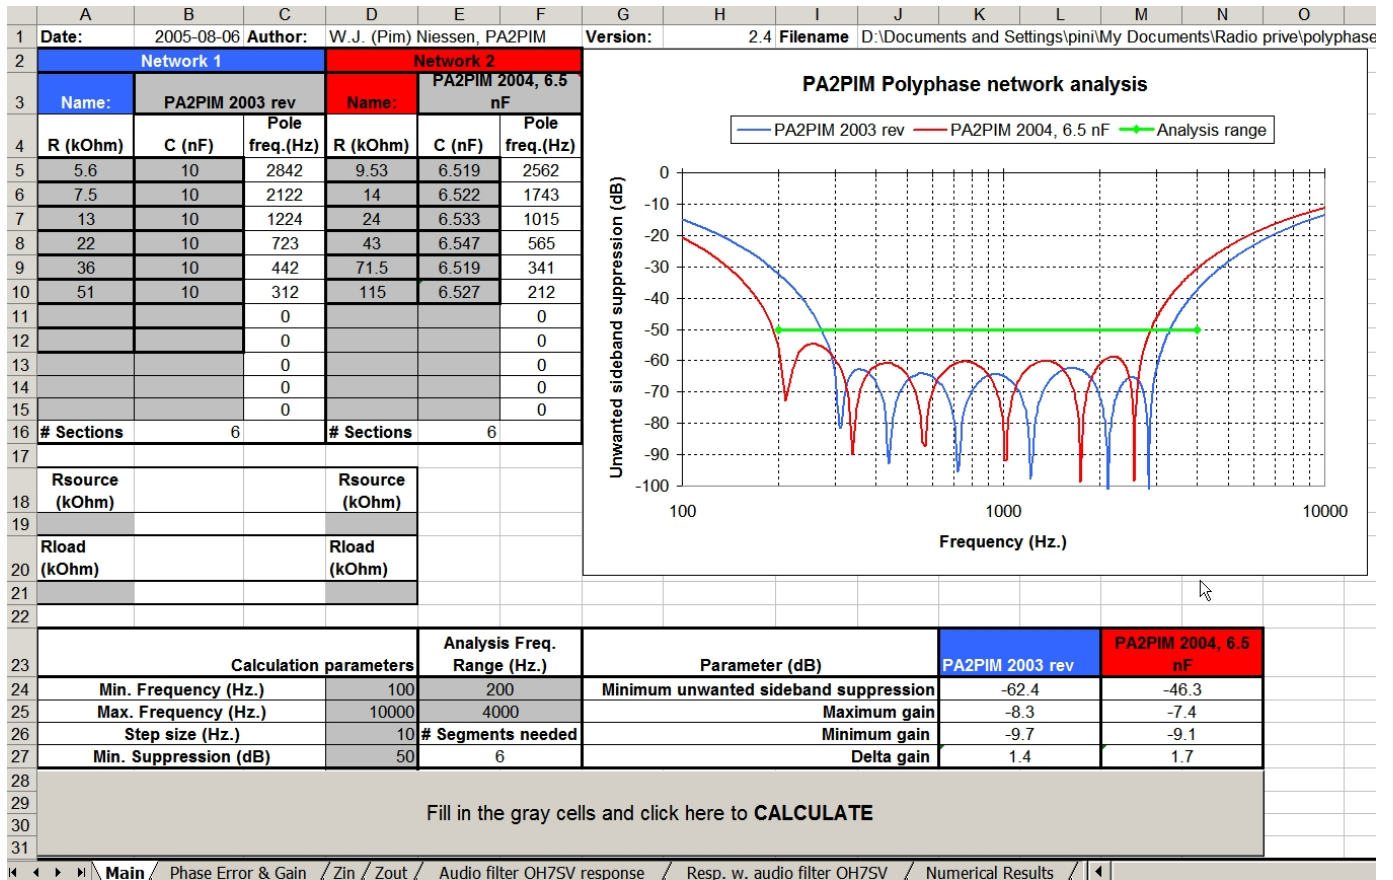 A B C D E F G H I J K L M N O
1 Date: 2005-08-06 Author: W.J. (Pim) Niessen, PA2PIM Version: 2.4 Filename D:\Documents and Settings\pini\My Documents\Radio prive\polyphase
2 Network 1 Network 2
3 Name: PA2PIM 2003 rev Name: PA2PIM 2004, 6.5 nF
4 R (kOhm) C (nF) Pole freq.(Hz) R (kOhm) C (nF) Pole freq.(Hz)
5 5.6 10 2842 9.53 6.519 2562
6 7.5 10 2122 14 6.522 1743
7 13 10 1224 24 6.533 1015
8 22 10 723 43 6.547 565
9 36 10 442 71.5 6.519 341
10 51 10 312 115 6.527 212
11 0 0
12 0 0
13 0 0
14 0 0
15 0 0
16 # Sections 6 # Sections 6
17
18 Rsource (kOhm) Rsource (kOhm)
19
20 Rload (kOhm) Rload (kOhm)
21
22
PA2PIM Polyphase network analysis
PA2PIM 2003 rev PA2PIM 2004, 6.5 nF Analysis range
Unwanted sideband suppression (dB)
0
-10
-20
-30
-40
-50
-60
-70
-80
-90
-100
100 1000 10000
Frequency (Hz.)
23 Calculation parameters Analysis Freq. Range (Hz.) Parameter (dB) PA2PIM 2003 rev PA2PIM 2004, 6.5 nF
24 Min. Frequency (Hz.) 100 200 Minimum unwanted sideband suppression -62.4 -46.3
25 Max. Frequency (Hz.) 10000 4000 Maximum gain -8.3 -7.4
26 Step size (Hz.) 10 # Segments needed Minimum gain -9.7 -9.1
27 Min. Suppression (dB) 50 6 Delta gain 1.4 1.7
28
29
30
31
Fill in the gray cells and click here to CALCULATE
Main Phase Error & Gain Zin Zout Audio filter OH7SV response Resp. w. audio filter OH7SV Numerical Results